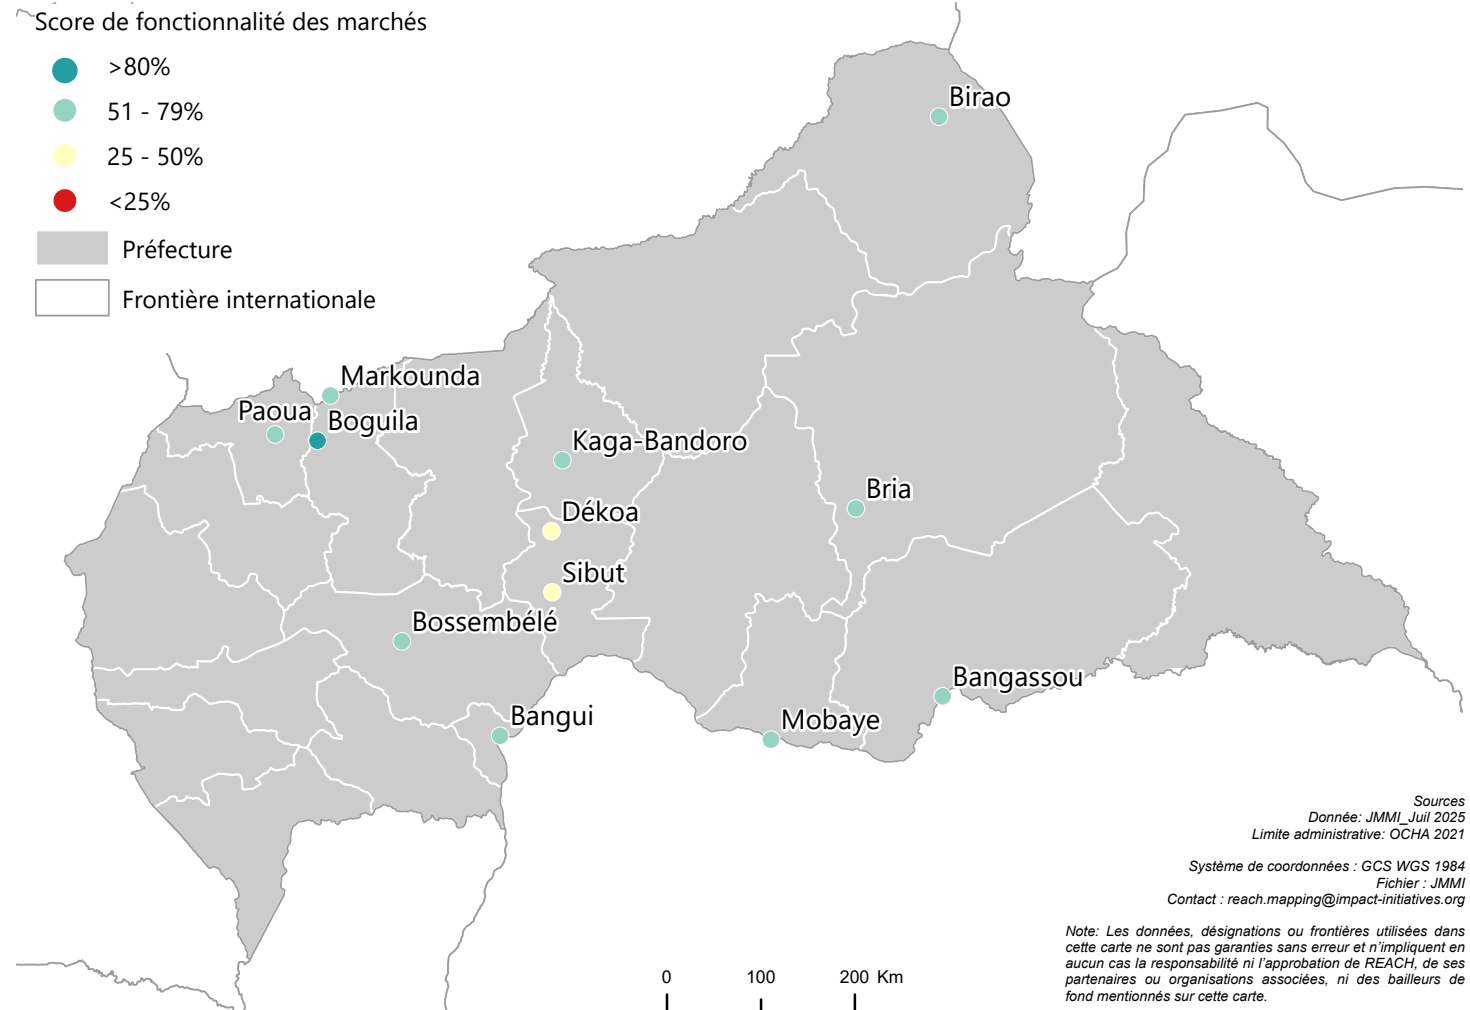 Score de fonctionnalité des marchés
>80%
51 - 79%
25 - 50%
<25%
Préfecture
Frontière internationale
Birao
Markounda
Paoua
Boguila
Kaga-Bandoro
Bria
Dékoa
Sibut
Bossembélé
Bangassou
Bangui
Mobaye
Sources
Donnée: JMMI_Juil 2025
Limite administrative: OCHA 2021
Système de coordonnées : GCS WGS 1984
Fichier : JMMI
Contact : reach.mapping@impact-initiatives.org
Note: Les données, désignations ou frontières utilisées dans
cette carte ne sont pas garanties sans erreur et n'impliquent en
aucun cas la responsabilité ni l'approbation de REACH, de ses
partenaires ou organisations associées, ni des bailleurs de
fond mentionnés sur cette carte.
0 100 200 Km